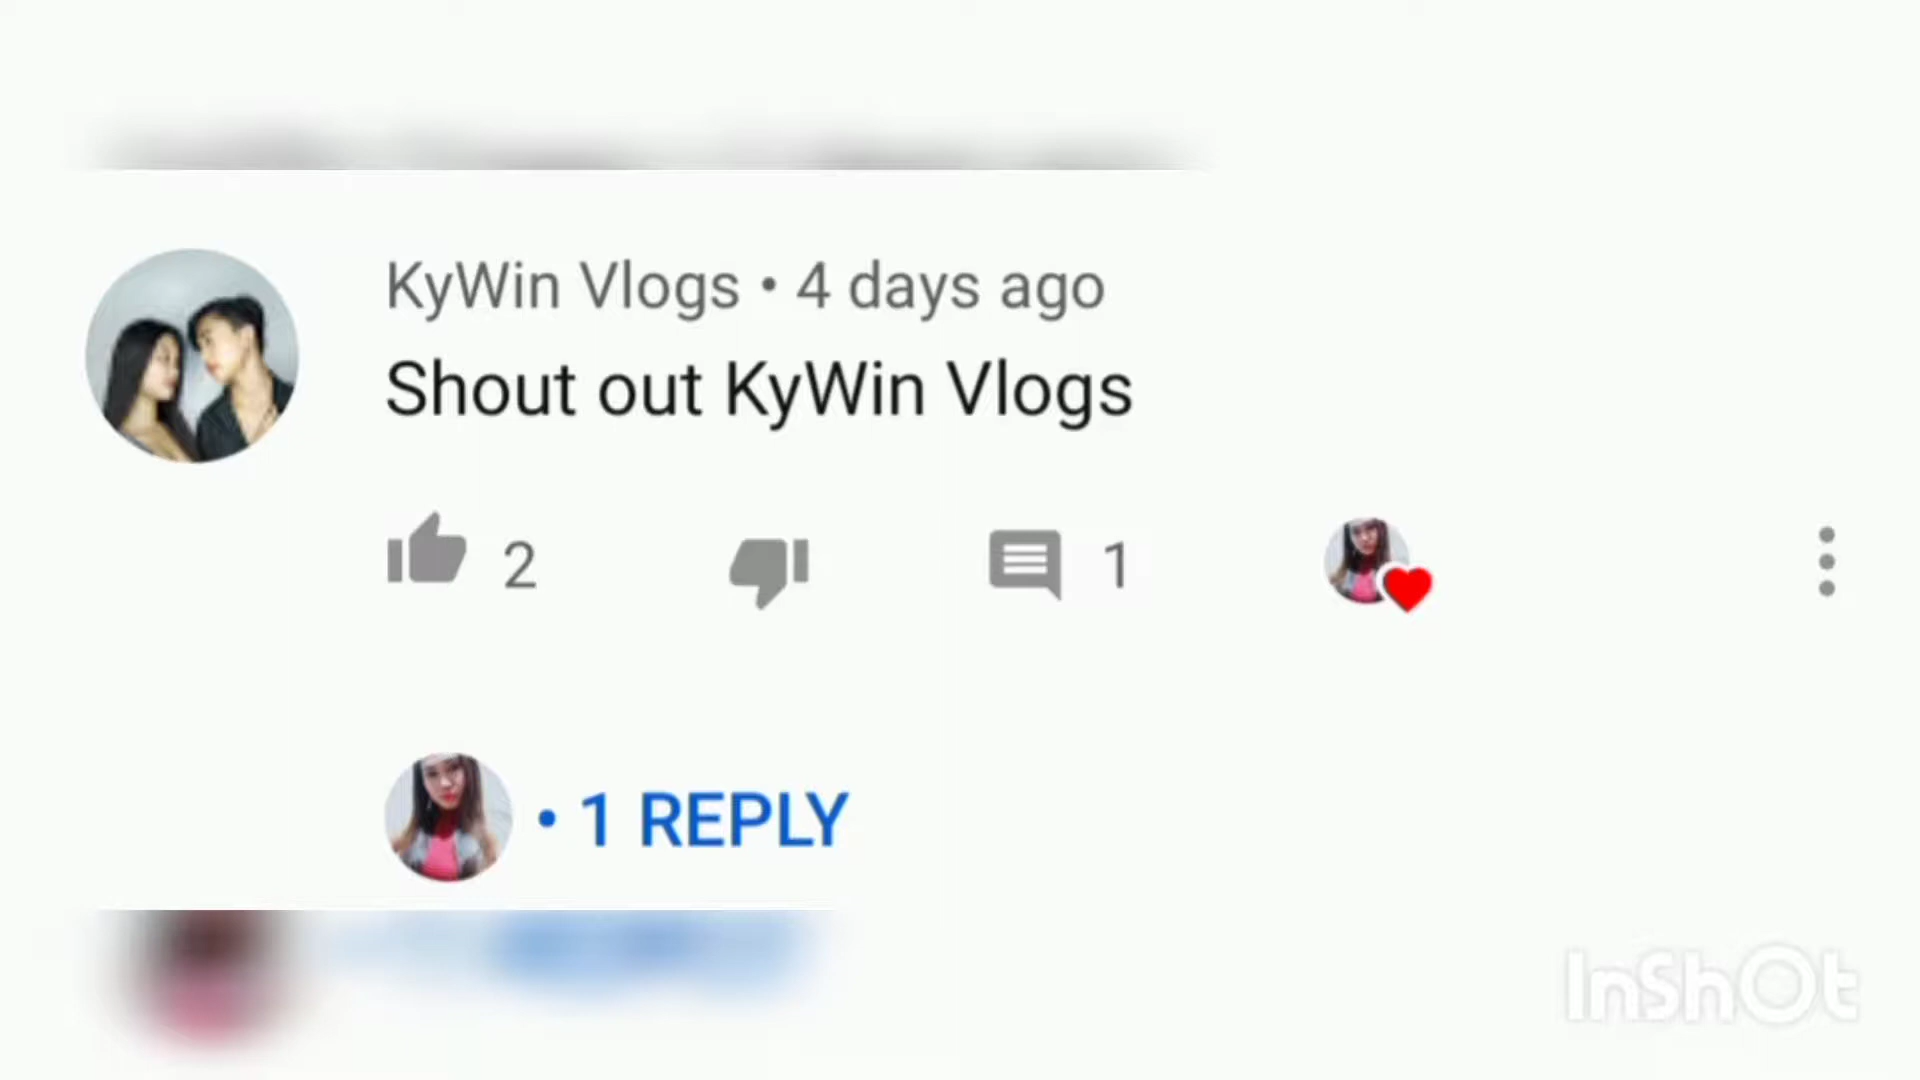 KyWin Vlogs • 4 days ago
Shout out KyWin Vlogs
2
1
• 1 REPLY
InShOt